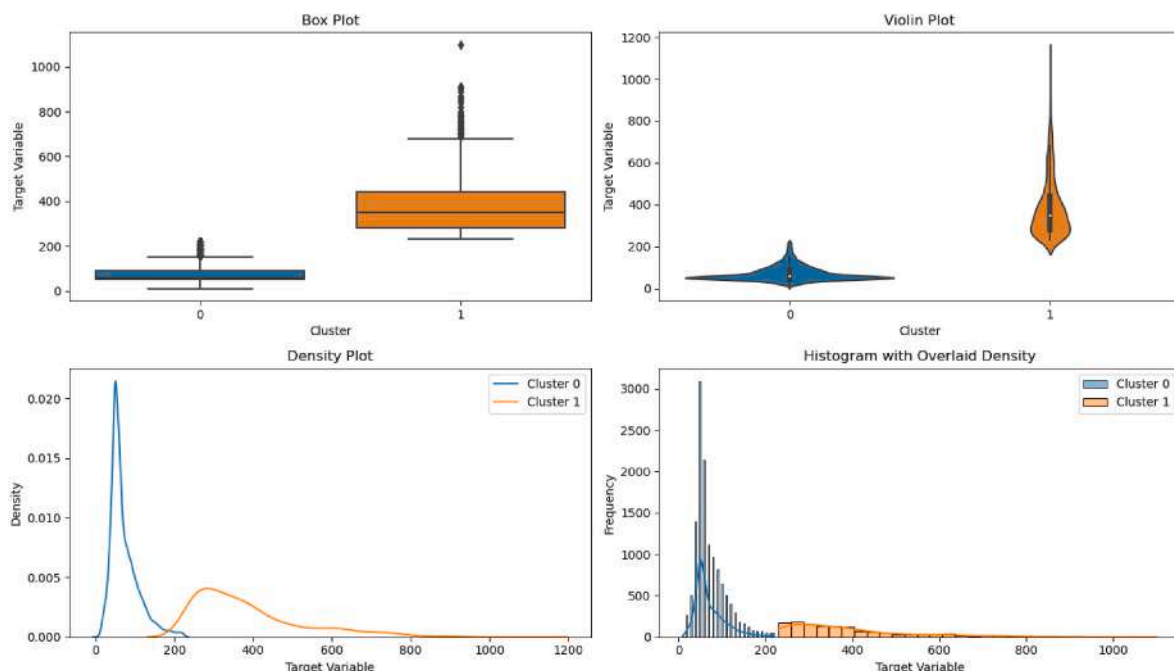 Box Plot
Target Variable
1000
800
600
400
200
0
0
1
Cluster
Violin Plot
Target Variable
1200
1000
800
600
400
200
0
0
1
Cluster
Density Plot
Cluster 0
Cluster 1
Density
0.020
0.015
0.010
0.005
0.000
0
200
400
600
800
1000
1200
Target Variable
Histogram with Overlaid Density
Cluster 0
Cluster 1
Frequency
3000
2500
2000
1500
1000
500
0
0
200
400
600
800
1000
Target Variable